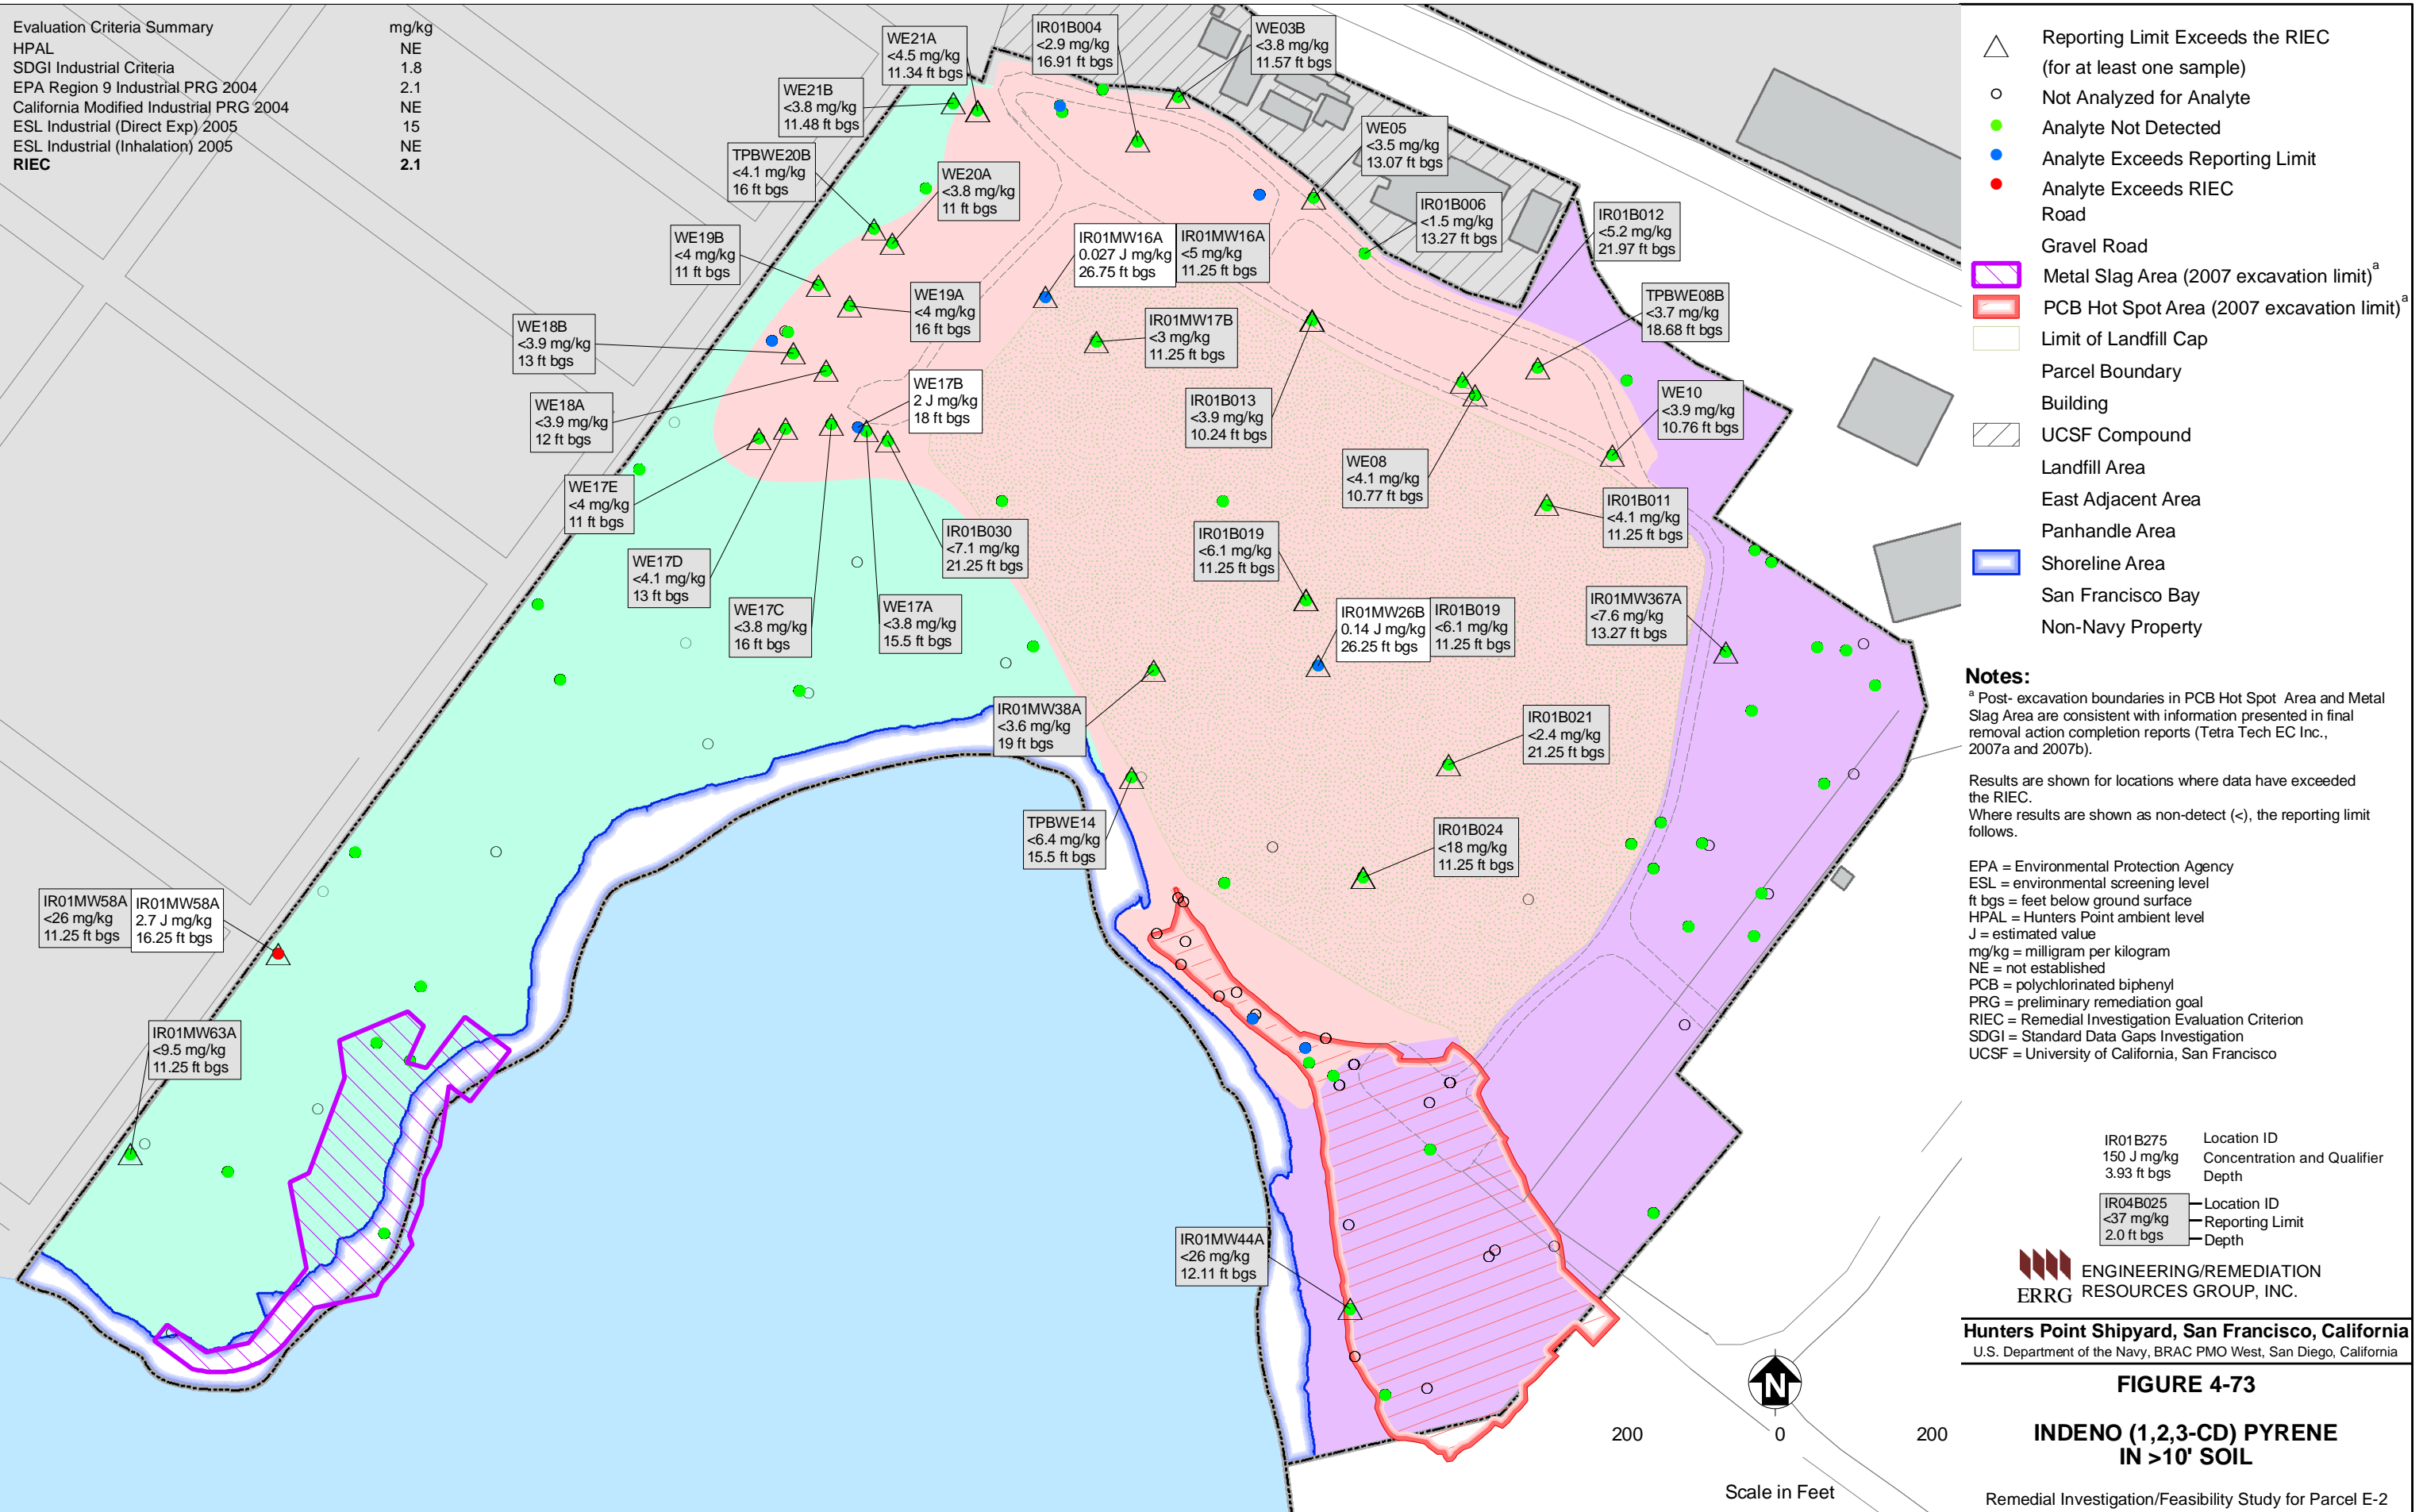 Evaluation Criteria Summary mg/kg
HPAL NE
SDGI Industrial Criteria 1.8
EPA Region 9 Industrial PRG 2004 2.1
California Modified Industrial PRG 2004 NE
ESL Industrial (Direct Exp) 2005 15
ESL Industrial (Inhalation) 2005 NE
RIEC 2.1
WE21A
<4.5 mg/kg
11.34 ft bgs
IR01B004
<2.9 mg/kg
16.91 ft bgs
WE03B
<3.8 mg/kg
11.57 ft bgs
WE21B
<3.8 mg/kg
11.48 ft bgs
WE05
<3.5 mg/kg
13.07 ft bgs
TPBWE20B
<4.1 mg/kg
16 ft bgs
WE20A
<3.8 mg/kg
11 ft bgs
IR01B006
<1.5 mg/kg
13.27 ft bgs
IR01B012
<5.2 mg/kg
21.97 ft bgs
WE19B
<4 mg/kg
11 ft bgs
IR01MW16A
0.027 J mg/kg
26.75 ft bgs
IR01MW16A
<5 mg/kg
11.25 ft bgs
WE19A
<4 mg/kg
16 ft bgs
TPBWE08B
<3.7 mg/kg
18.68 ft bgs
IR01MW17B
<3 mg/kg
11.25 ft bgs
WE18B
<3.9 mg/kg
13 ft bgs
WE17B
2 J mg/kg
18 ft bgs
IR01B013
<3.9 mg/kg
10.24 ft bgs
WE10
<3.9 mg/kg
10.76 ft bgs
WE18A
<3.9 mg/kg
12 ft bgs
WE08
<4.1 mg/kg
10.77 ft bgs
WE17E
<4 mg/kg
11 ft bgs
IR01B011
<4.1 mg/kg
11.25 ft bgs
IR01B030
<7.1 mg/kg
21.25 ft bgs
IR01B019
<6.1 mg/kg
11.25 ft bgs
WE17D
<4.1 mg/kg
13 ft bgs
WE17C
<3.8 mg/kg
16 ft bgs
WE17A
<3.8 mg/kg
15.5 ft bgs
IR01MW26B
0.14 J mg/kg
26.25 ft bgs
IR01B019
<6.1 mg/kg
11.25 ft bgs
IR01MW367A
<7.6 mg/kg
13.27 ft bgs
IR01MW38A
<3.6 mg/kg
19 ft bgs
IR01B021
<2.4 mg/kg
21.25 ft bgs
TPBWE14
<6.4 mg/kg
15.5 ft bgs
IR01B024
<18 mg/kg
11.25 ft bgs
IR01MW58A
<26 mg/kg
11.25 ft bgs
IR01MW58A
2.7 J mg/kg
16.25 ft bgs
IR01MW63A
<9.5 mg/kg
11.25 ft bgs
IR01MW44A
<26 mg/kg
12.11 ft bgs
Reporting Limit Exceeds the RIEC
(for at least one sample)
Not Analyzed for Analyte
Analyte Not Detected
Analyte Exceeds Reporting Limit
Analyte Exceeds RIEC
Road
Gravel Road
Metal Slag Area (2007 excavation limit)a
PCB Hot Spot Area (2007 excavation limit)a
Limit of Landfill Cap
Parcel Boundary
Building
UCSF Compound
Landfill Area
East Adjacent Area
Panhandle Area
Shoreline Area
San Francisco Bay
Non-Navy Property
Notes:
a Post- excavation boundaries in PCB Hot Spot Area and Metal
Slag Area are consistent with information presented in final
removal action completion reports (Tetra Tech EC Inc.,
2007a and 2007b).
Results are shown for locations where data have exceeded
the RIEC.
Where results are shown as non-detect (<), the reporting limit
follows.
EPA = Environmental Protection Agency
ESL = environmental screening level
ft bgs = feet below ground surface
HPAL = Hunters Point ambient level
J = estimated value
mg/kg = milligram per kilogram
NE = not established
PCB = polychlorinated biphenyl
PRG = preliminary remediation goal
RIEC = Remedial Investigation Evaluation Criterion
SDGI = Standard Data Gaps Investigation
UCSF = University of California, San Francisco
IR01B275 Location ID
150 J mg/kg Concentration and Qualifier
3.93 ft bgs Depth
IR04B025 Location ID
<37 mg/kg Reporting Limit
2.0 ft bgs Depth
ERRG
ENGINEERING/REMEDIATION
RESOURCES GROUP, INC.
Hunters Point Shipyard, San Francisco, California
U.S. Department of the Navy, BRAC PMO West, San Diego, California
FIGURE 4-73
INDENO (1,2,3-CD) PYRENE
IN >10' SOIL
Remedial Investigation/Feasibility Study for Parcel E-2
N
200 0 200
Scale in Feet